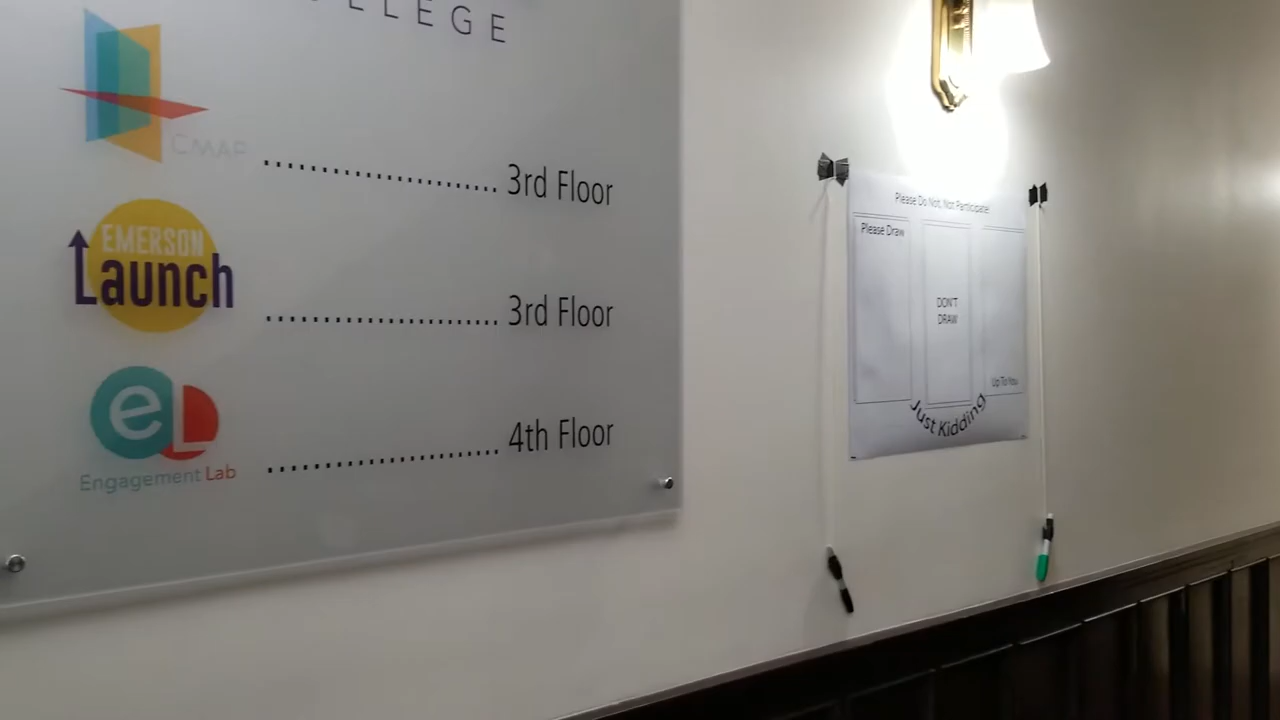 LLEGE
CMAP
3rd Floor
EMERSON
Launch
3rd Floor
eL
Engagement Lab
4th Floor
Please Do Not, Not Participate
Please Draw
DON'T
DRAW
Up To You
Just Kidding